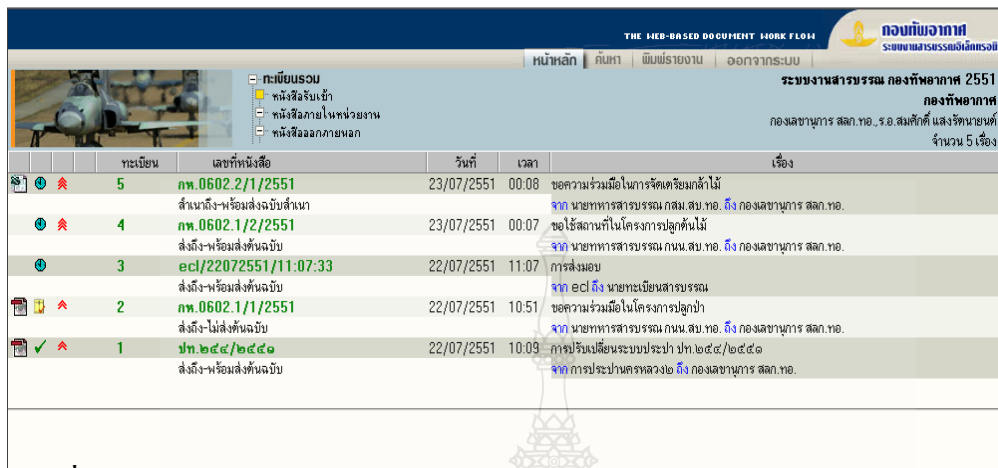 THE WEB-BASED DOCUMENT WORK FLOW
กองทัพอากาศ
ระบบงานสารบรรณอิเล็กทรอนิ
หน้าหลัก ค้นหา พิมพ์รายงาน ออกจากระบบ
ทะเบียนรวม
หนังสือรับเข้า
หนังสือภายในหน่วยงาน
หนังสือออกภายนอก
ระบบงานสารบรรณ กองทัพอากาศ 2551
กองทัพอากาศ
กองเลขานุการ สลก.ทอ.,ร.อ.สมศักดิ์ แสงรัทนายนต์
จำนวน 5 เรื่อง
ทะเบียน เลขที่หนังสือ วันที่ เวลา เรื่อง
5 กห.0602.2/1/2551 23/07/2551 00:08 ขอความร่วมมือในการจัดเตรียมกล้าไม้
สำเนาถึง-พร้อมส่งฉบับสำเนา จาก นายทหารสารบรรณ กสม.สบ.ทอ. ถึง กองเลขานุการ สลก.ทอ.
4 กห.0602.1/2/2551 23/07/2551 00:07 ขอใช้สถานที่ในโครงการปลูกต้นไม้
ส่งถึง-พร้อมส่งต้นฉบับ จาก นายทหารสารบรรณ กนน.สบ.ทอ. ถึง กองเลขานุการ สลก.ทอ.
3 ecl/22072551/11:07:33 22/07/2551 11:07 การส่งมอบ
ส่งถึง-พร้อมส่งต้นฉบับ จาก ecl ถึง นายทะเบียนสารบรรณ
2 กห.0602.1/1/2551 22/07/2551 10:51 ขอความร่วมมือในโครงการปลูกป่า
ส่งถึง-ไม่ส่งต้นฉบับ จาก นายทหารสารบรรณ กนน.สบ.ทอ. ถึง กองเลขานุการ สลก.ทอ.
1 ปท.๒๔๔/๒๕๕๑ 22/07/2551 10:09 การปรับเปลี่ยนระบบประปา ปท.๒๔๔/๒๕๕๑
ส่งถึง-พร้อมส่งต้นฉบับ จาก การประปานครหลวง๒ ถึง กองเลขานุการ สลก.ทอ.